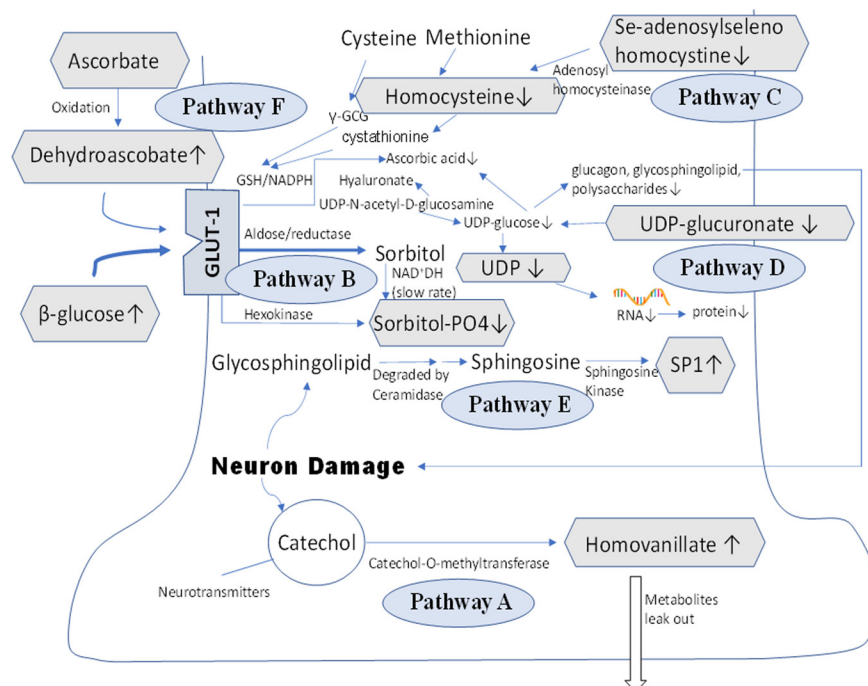 Ascorbate
Oxidation
Pathway F
Dehydroascobate↑
Cysteine Methionine
Se-adenosylseleno
homocystine↓
Adenosyl
homocysteinase
Pathway C
Homocysteine↓
γ-GCG
cystathionine
GSH/NADPH
Ascorbic acid↓
Hyaluronate
UDP-N-acetyl-D-glucosamine
UDP-glucose↓
glucagon, glycosphingolipid,
polysaccharides↓
UDP-glucuronate ↓
GLUT-1
Aldose/reductase
Sorbitol
NAD⁺DH
(slow rate)
Pathway B
UDP ↓
Pathway D
RNA↓
protein↓
β-glucose↑
Hexokinase
Sorbitol-PO4↓
Glycosphingolipid
Degraded by
Ceramidase
Sphingosine
Sphingosine
Kinase
SP1↑
Pathway E
Neuron Damage
Catechol
Neurotransmitters
Catechol-O-methyltransferase
Homovanillate ↑
Pathway A
Metabolites
leak out